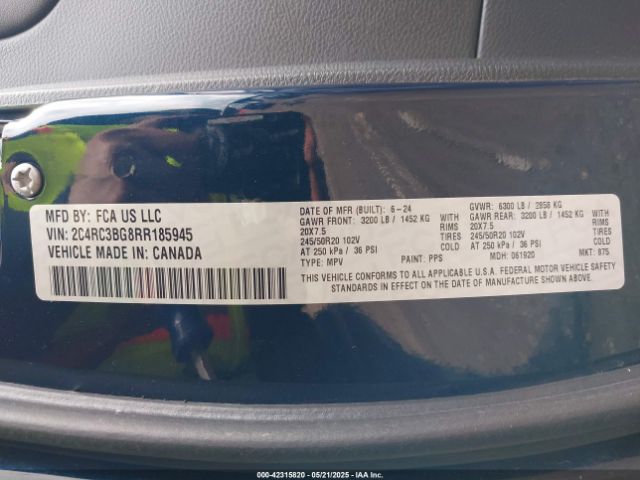 MFD BY: FCA US LLC
VIN: 2C4RC3BG8RR185945
VEHICLE MADE IN: CANADA
DATE OF MFR (BUILT): 6-24 GVWR: 6300 LB / 2858 KG
GAWR FRONT: 3200 LB / 1452 KG WITH GAWR REAR: 3200 LB / 1452 KG WITH
20X7.5 RIMS 20X7.5 RIMS
245/50R20 102V TIRES 245/50R20 102V TIRES
AT 250 kPa / 36 PSI COLD AT 250 kPa / 36 PSI COLD
TYPE: MPV PAINT: PPS MDH: 061920 MKT: 875
THIS VEHICLE CONFORMS TO ALL APPLICABLE U.S.A. FEDERAL MOTOR VEHICLE SAFETY
STANDARDS IN EFFECT ON THE DATE OF MANUFACTURE SHOWN ABOVE.
000-42315820 - 05/21/2025 - IAAI.CA